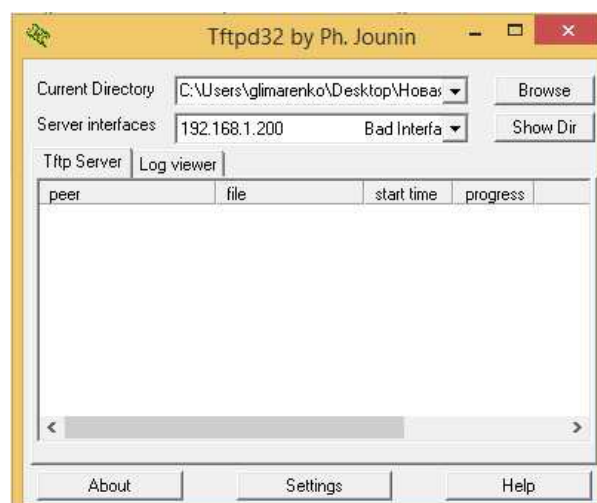 Tftpd32 by Ph. Jounin
Current Directory C:\Users\glimarenko\Desktop\Новая Browse
Server interfaces 192.168.1.200 Bad Interfa Show Dir
Tftp Server Log viewer
peer file start time progress
About Settings Help